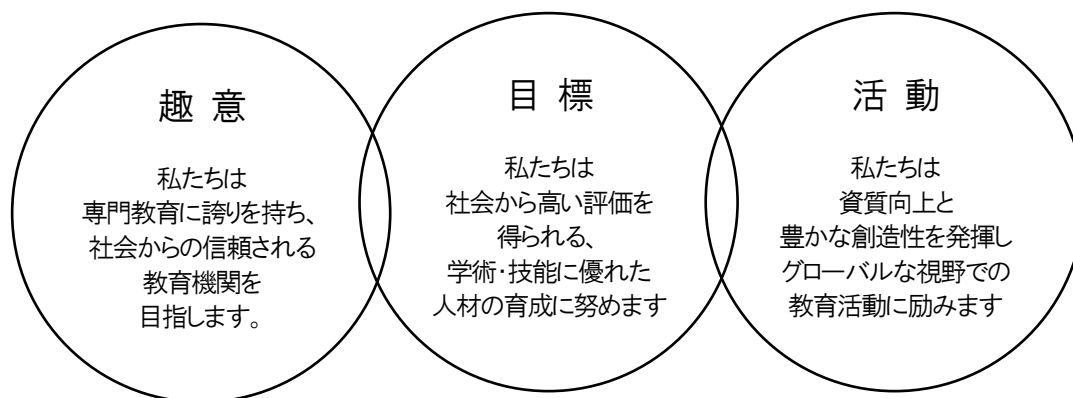 趣 意
私たちは
専門教育に誇りを持ち、
社会からの信頼される
教育機関を
目指します。
目 標
私たちは
社会から高い評価を
得られる、
学術・技能に優れた
人材の育成に努めます
活 動
私たちは
資質向上と
豊かな創造性を発揮し
グローバルな視野での
教育活動に励みます